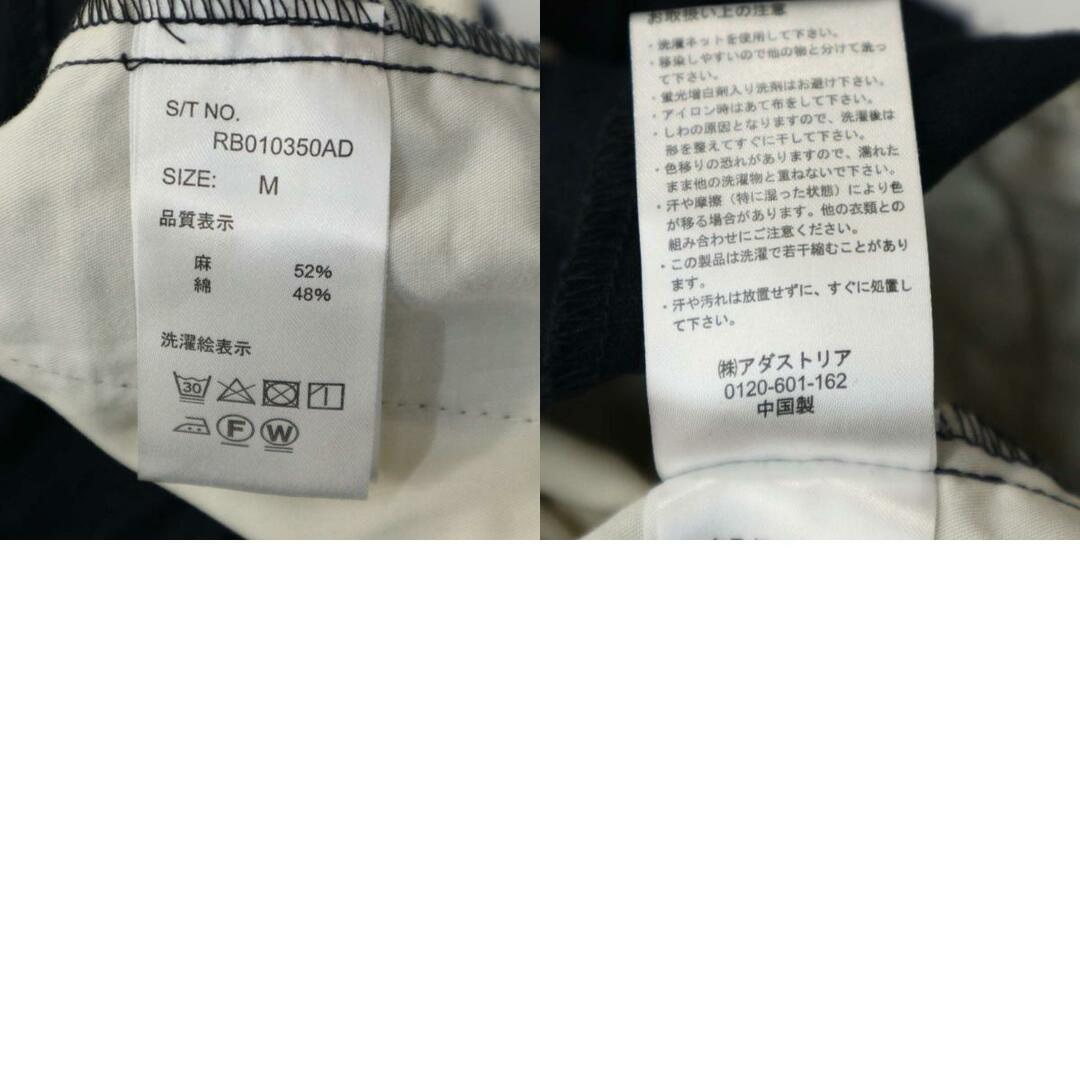 S/T NO.
RB010350AD
SIZE: M
品質表示
麻 52%
綿 48%
洗濯絵表示
30
F W
お取扱い上の注意
・洗濯ネットを使用して下さい。
・移染しやすいので他の物と分けて洗っ
て下さい。
・蛍光増白剤入り洗剤はお避け下さい。
・アイロン時はあて布をして下さい。
・しわの原因となりますので、洗濯後は
形を整えてすぐに干して下さい。
・色移りの恐れがありますので、濡れた
まま他の洗濯物と重ねないで下さい。
・汗や摩擦（特に湿った状態）により色
が移る場合があります。他の衣類との
組み合わせにご注意ください。
・この製品は洗濯で若干縮むことがあり
ます。
・汗や汚れは放置せずに、すぐに処置し
て下さい。
㈱アダストリア
0120-601-162
中国製